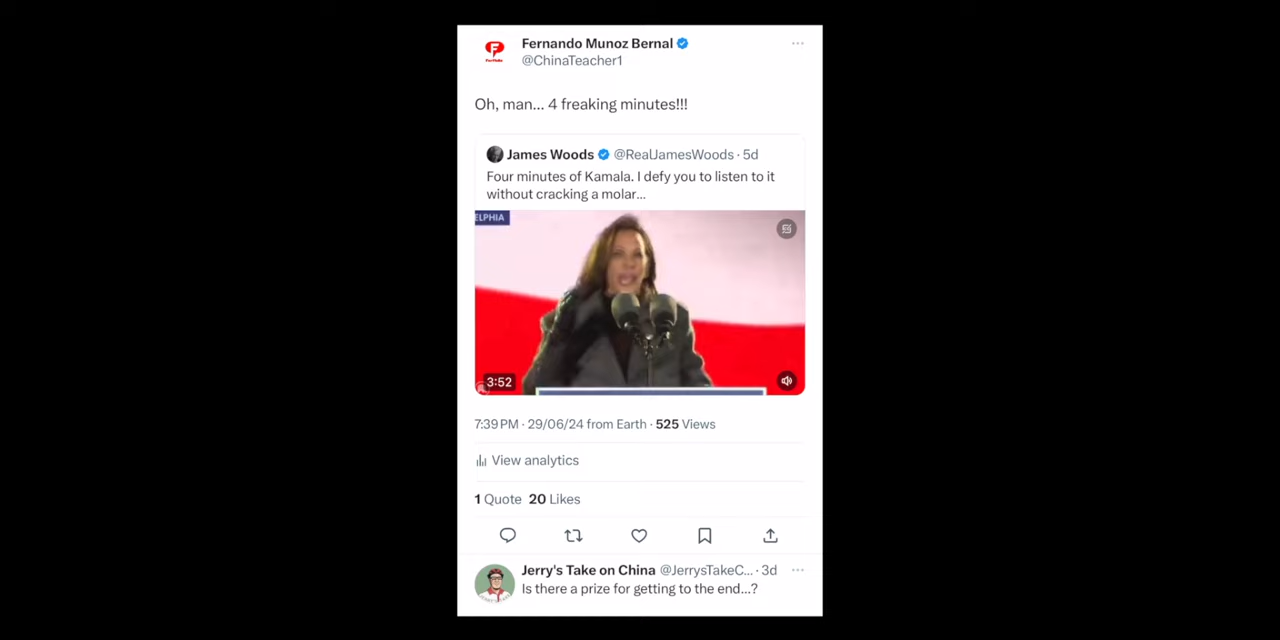 Fernando Munoz Bernal
@ChinaTeacher1
Oh, man... 4 freaking minutes!!!
James Woods @RealJamesWoods · 5d
Four minutes of Kamala. I defy you to listen to it
without cracking a molar...
ELPHIA
3:52
7:39 PM · 29/06/24 from Earth · 525 Views
View analytics
1 Quote 20 Likes
Jerry's Take on China @JerrysTakeC... · 3d
Is there a prize for getting to the end...?